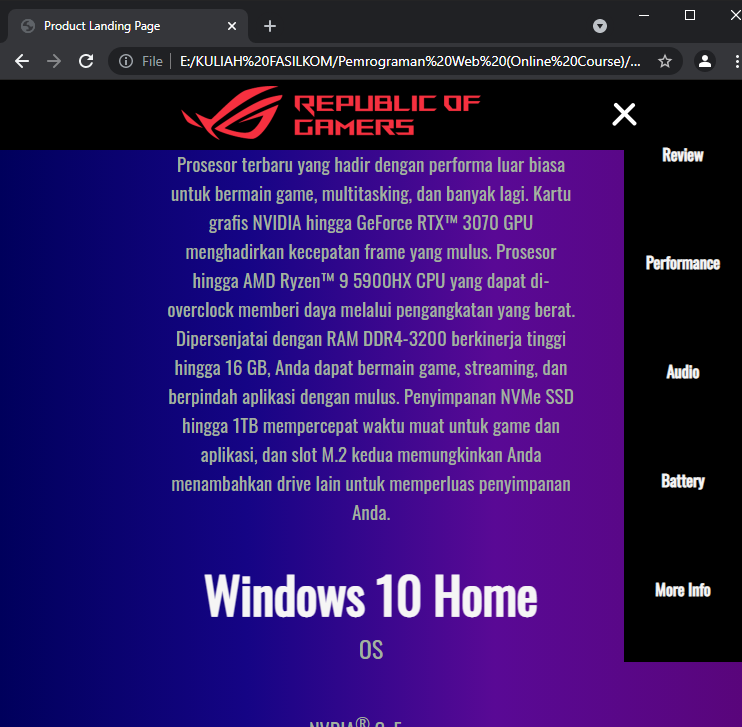 Product Landing Page
File
E:/KULIAH%20FASILKOM/Pemrograman%20Web%20(Online%20Course)/...
REPUBLIC OF
GAMERS
Review
Performance
Audio
Battery
More Info
Prosesor terbaru yang hadir dengan performa luar biasa
untuk bermain game, multitasking, dan banyak lagi. Kartu
grafis NVIDIA hingga GeForce RTX™ 3070 GPU
menghadirkan kecepatan frame yang mulus. Prosesor
hingga AMD Ryzen™ 9 5900HX CPU yang dapat di-
overclock memberi daya melalui pengangkatan yang berat.
Dipersenjatai dengan RAM DDR4-3200 berkinerja tinggi
hingga 16 GB, Anda dapat bermain game, streaming, dan
berpindah aplikasi dengan mulus. Penyimpanan NVMe SSD
hingga 1TB mempercepat waktu muat untuk game dan
aplikasi, dan slot M.2 kedua memungkinkan Anda
menambahkan drive lain untuk memperluas penyimpanan
Anda.
Windows 10 Home
OS